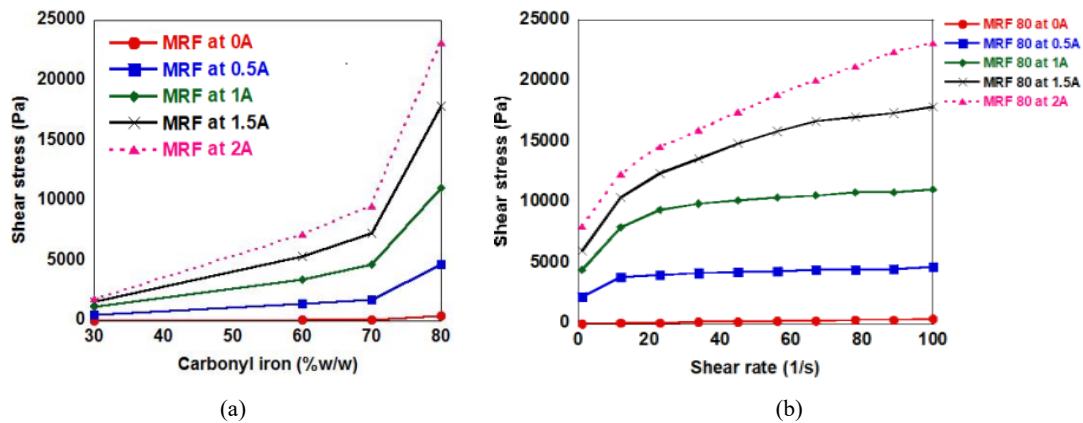 25000
20000
15000
10000
5000
0
Shear stress (Pa)
MRF at 0A
MRF at 0.5A
MRF at 1A
MRF at 1.5A
MRF at 2A
30 40 50 60 70 80
Carbonyl iron (%w/w)
(a)
25000
20000
15000
10000
5000
0
Shear stress (Pa)
MRF 80 at 0A
MRF 80 at 0.5A
MRF 80 at 1A
MRF 80 at 1.5A
MRF 80 at 2A
0 20 40 60 80 100
Shear rate (1/s)
(b)